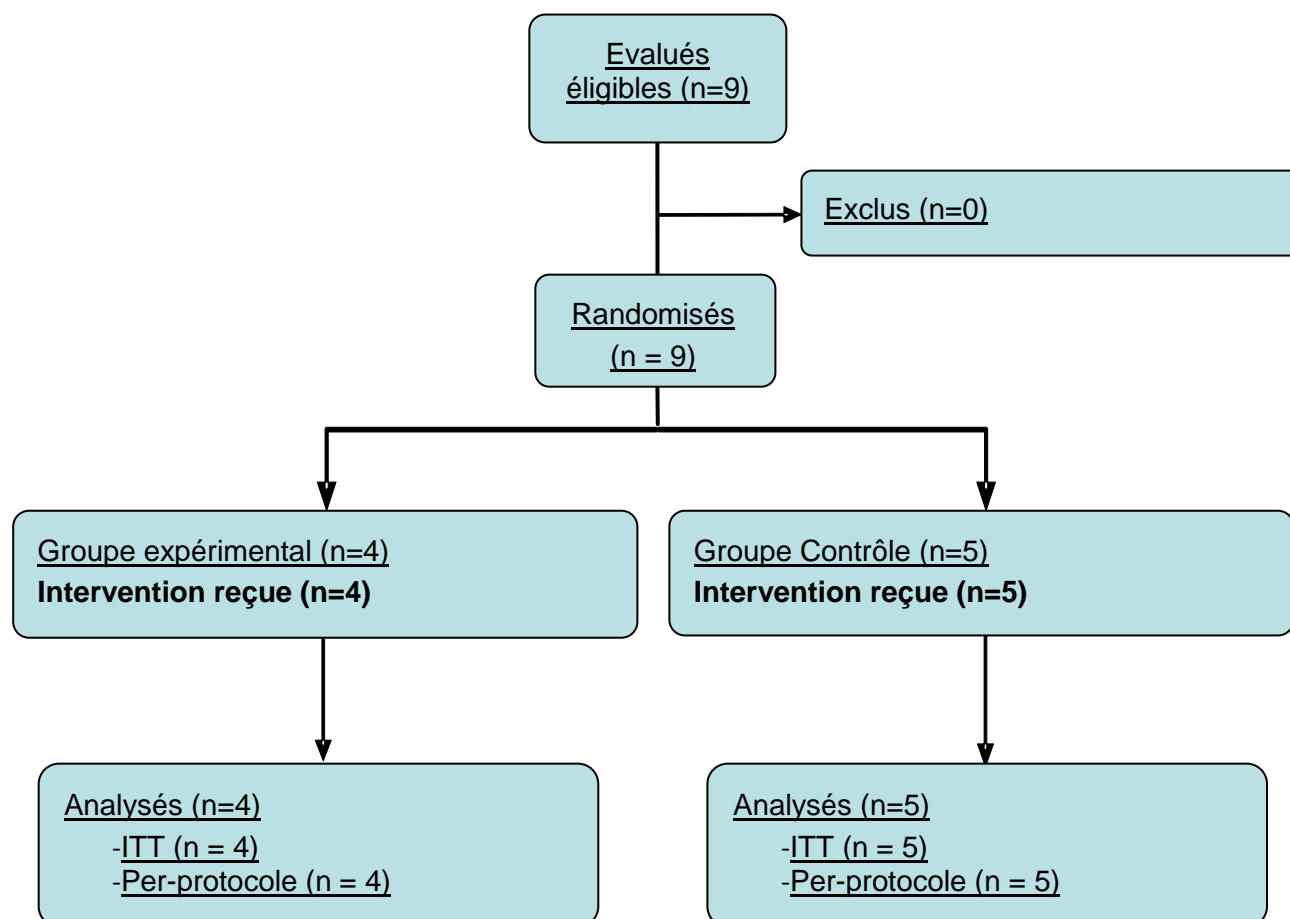 Evalués
éligibles (n=9)
Exclus (n=0)
Randomisés
(n = 9)
Groupe expérimental (n=4)
Intervention reçue (n=4)
Groupe Contrôle (n=5)
Intervention reçue (n=5)
Analysés (n=4)
-ITT (n = 4)
-Per-protocole (n = 4)
Analysés (n=5)
-ITT (n = 5)
-Per-protocole (n = 5)